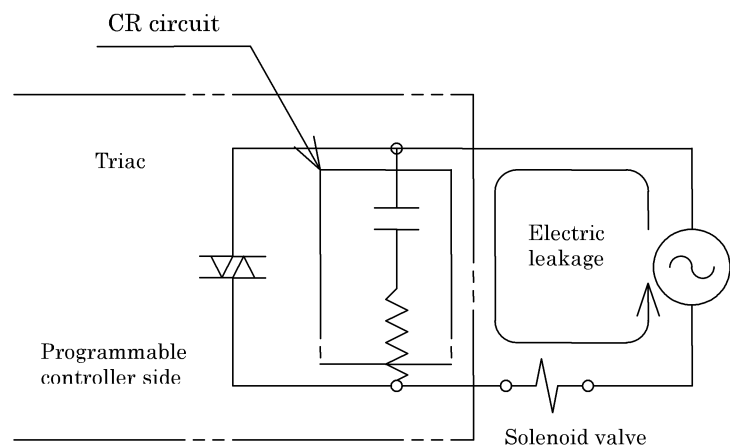 CR circuit
Triac
Electric
leakage
Programmable
controller side
Solenoid valve